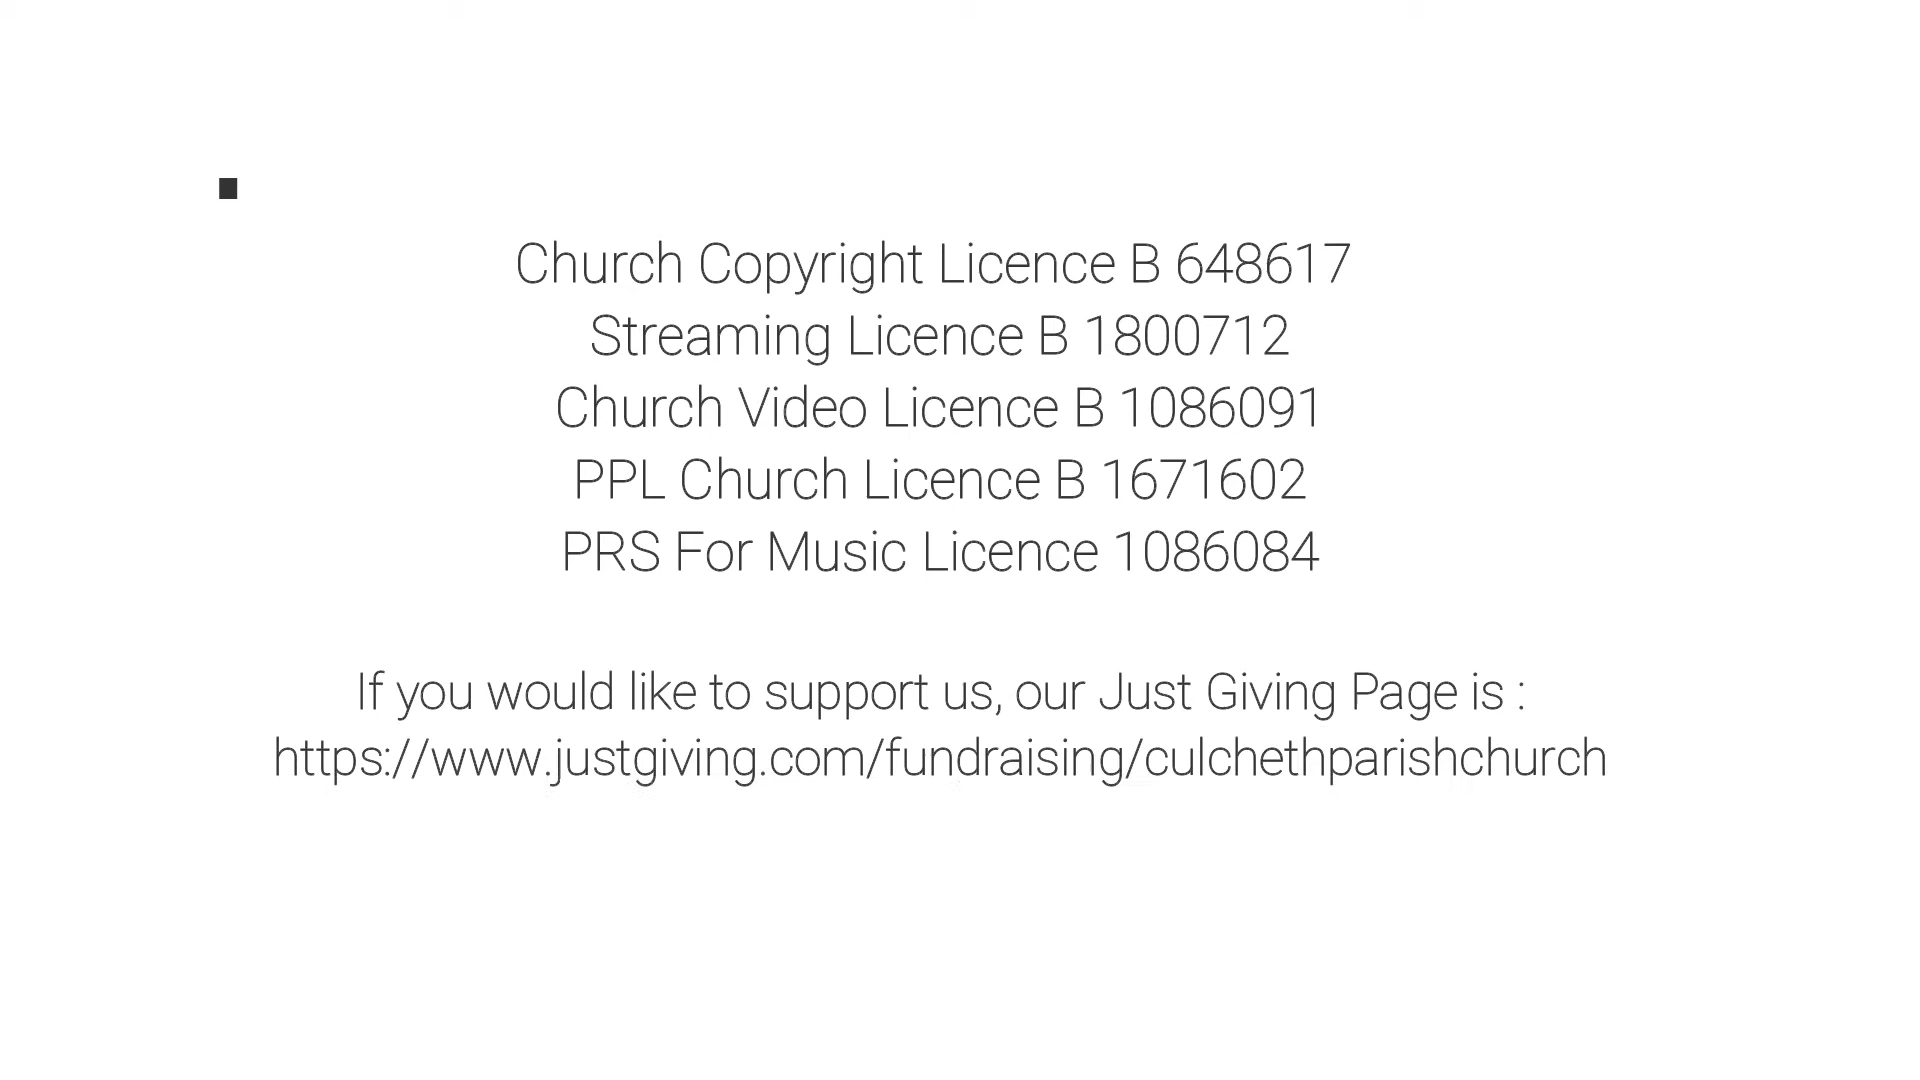 Church Copyright Licence B 648617
Streaming Licence B 1800712
Church Video Licence B 1086091
PPL Church Licence B 1671602
PRS For Music Licence 1086084
If you would like to support us, our Just Giving Page is :
https://www.justgiving.com/fundraising/culchethparishchurch